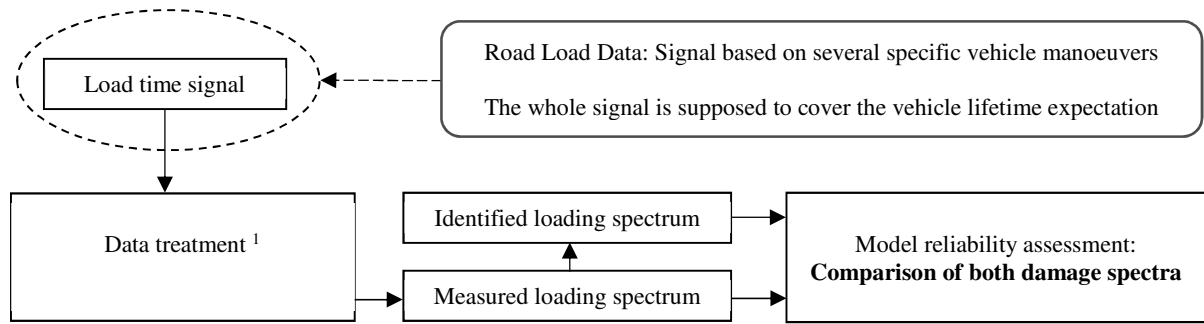 Road Load Data: Signal based on several specific vehicle manoeuvers
The whole signal is supposed to cover the vehicle lifetime expectation
Load time signal
Data treatment ¹
Identified loading spectrum
Measured loading spectrum
Model reliability assessment:
Comparison of both damage spectra